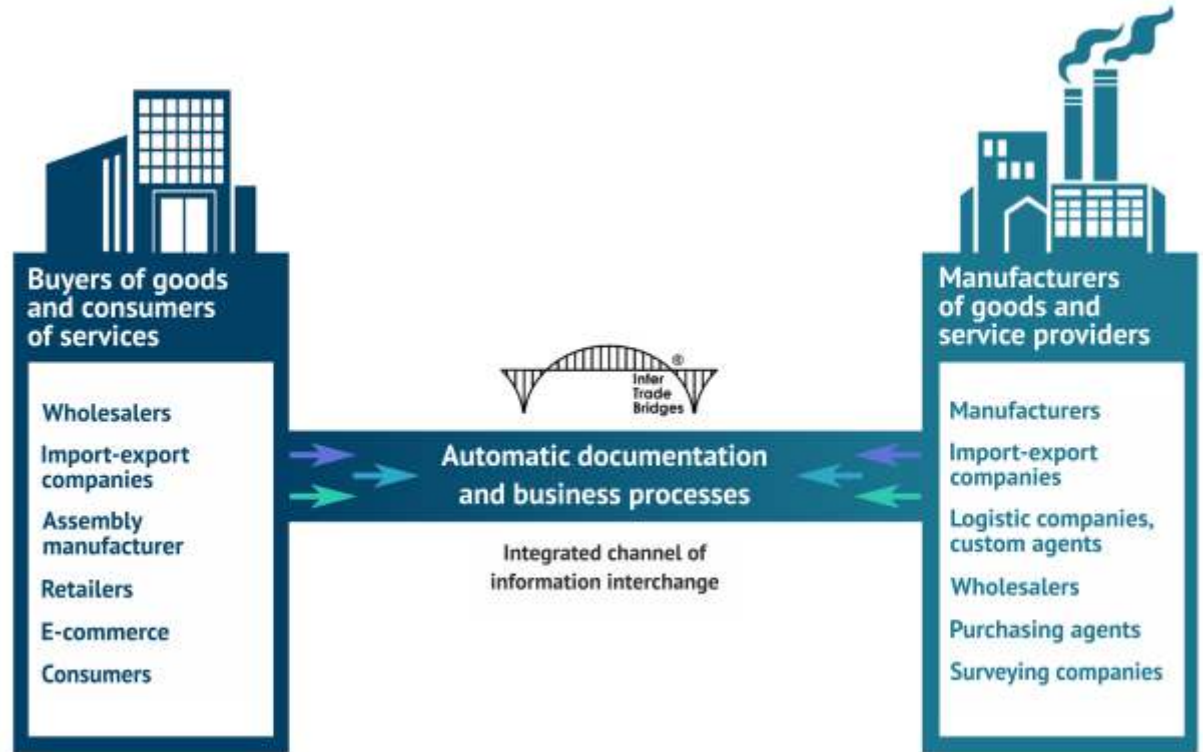 Buyers of goods
and consumers
of services
Wholesalers
Import-export
companies
Assembly
manufacturer
Retailers
E-commerce
Consumers
®
Inter
Trade
Bridges
Automatic documentation
and business processes
Integrated channel of
information interchange
Manufacturers
of goods and
service providers
Manufacturers
Import-export
companies
Logistic companies,
custom agents
Wholesalers
Purchasing agents
Surveying companies